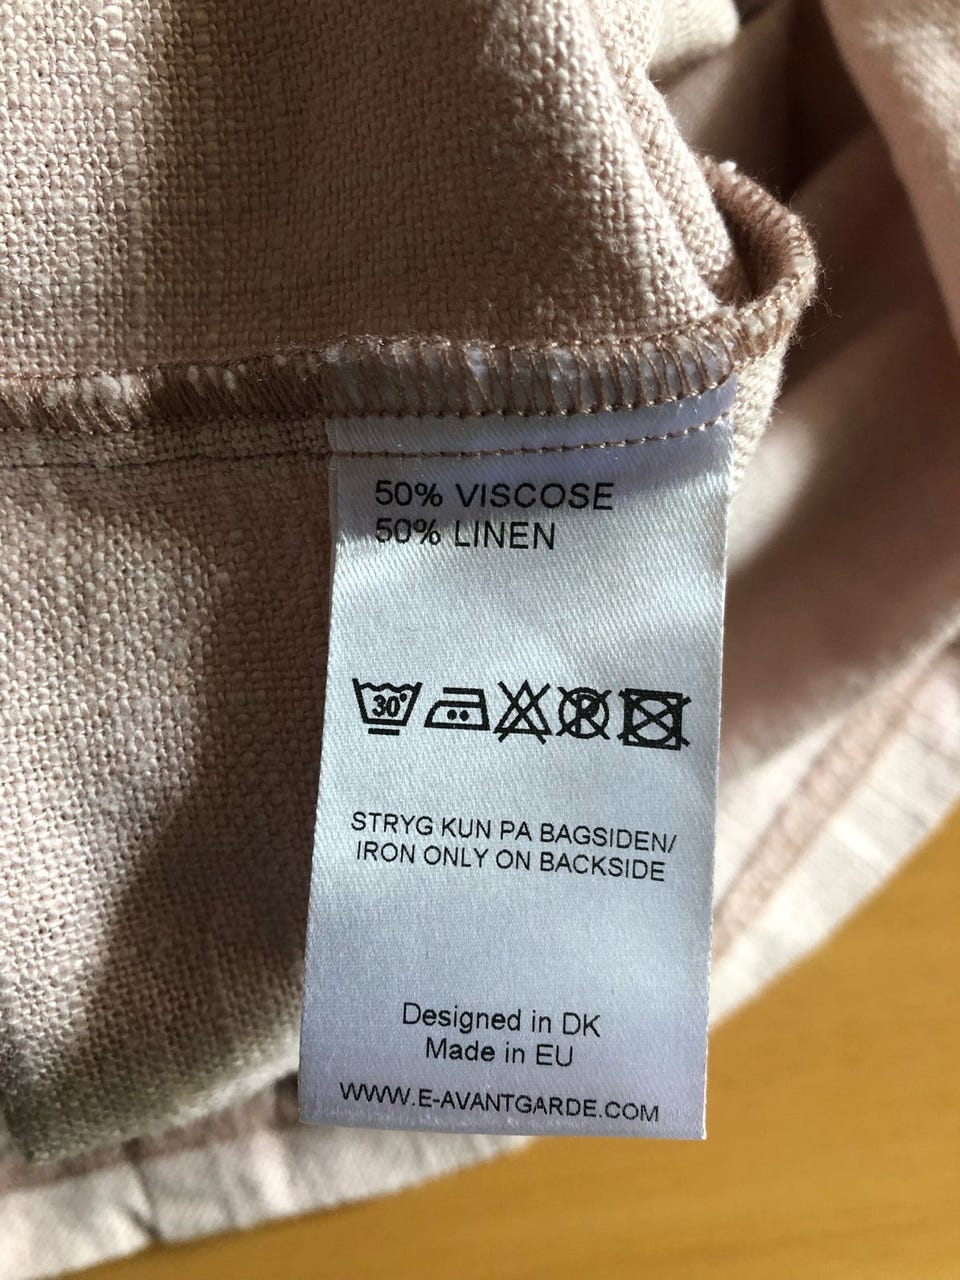 50% VISCOSE
50% LINEN
30°
P
STRYG KUN PA BAGSIDEN/
IRON ONLY ON BACKSIDE
Designed in DK
Made in EU
WWW.E-AVANTGARDE.COM